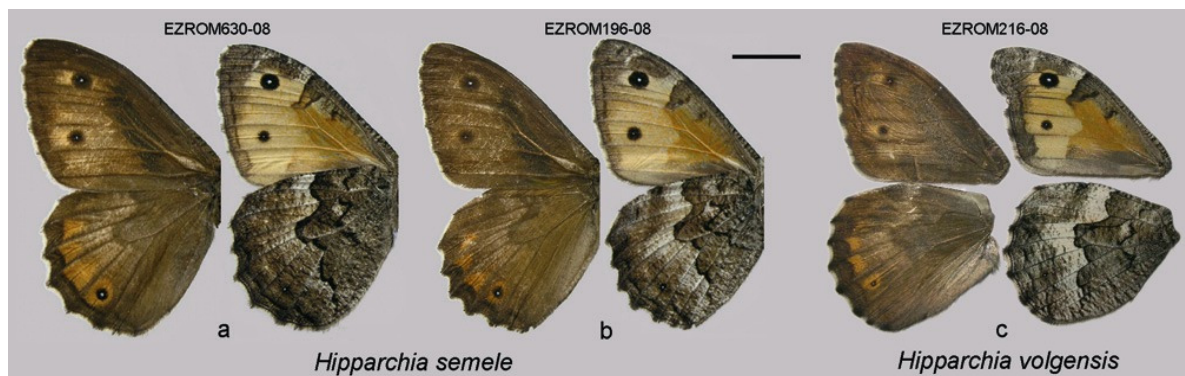 EZROM630-08
EZROM196-08
EZROM216-08
a
b
c
Hipparchia semele
Hipparchia volgensis